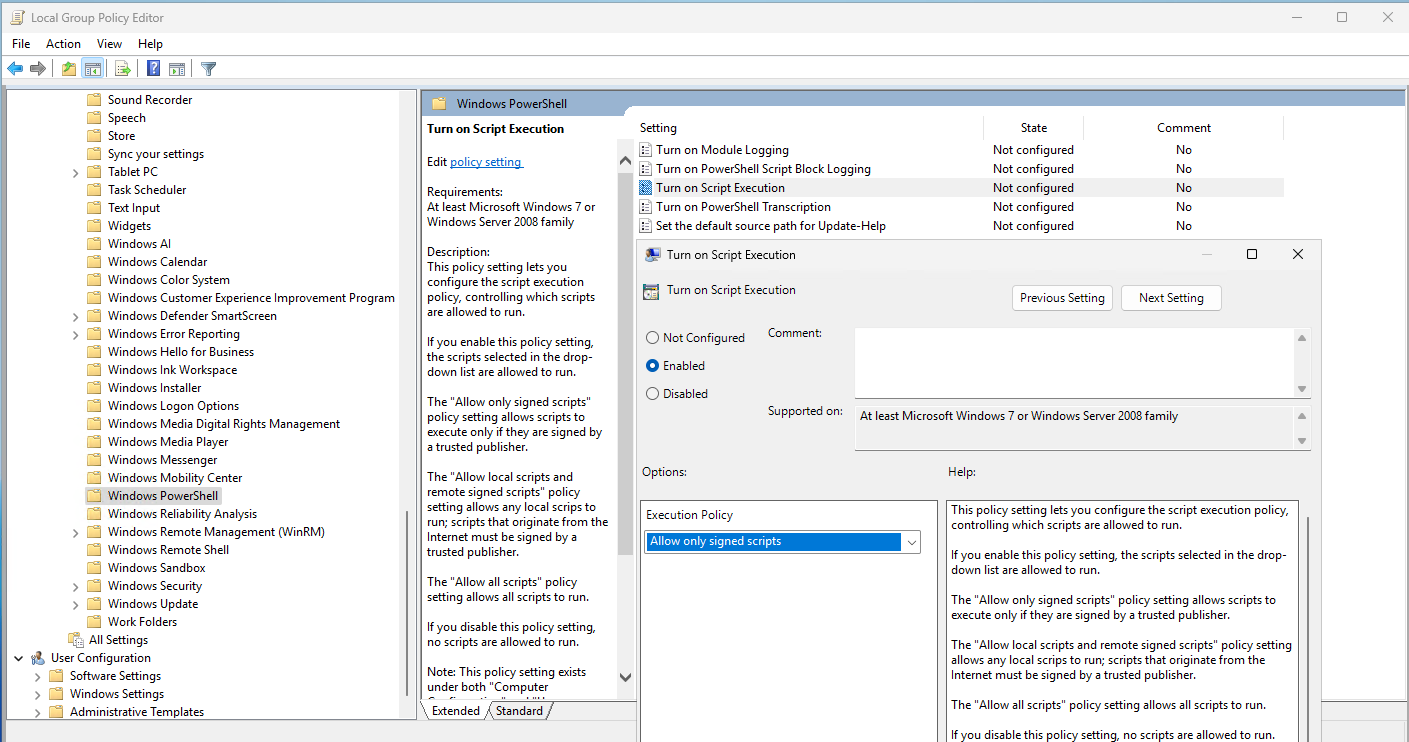 Local Group Policy Editor
File Action View Help
Sound Recorder
Speech
Store
Sync your settings
Tablet PC
Task Scheduler
Text Input
Widgets
Windows AI
Windows Calendar
Windows Color System
Windows Customer Experience Improvement Program
Windows Defender SmartScreen
Windows Error Reporting
Windows Hello for Business
Windows Ink Workspace
Windows Installer
Windows Logon Options
Windows Media Digital Rights Management
Windows Media Player
Windows Messenger
Windows Mobility Center
Windows PowerShell
Windows Reliability Analysis
Windows Remote Management (WinRM)
Windows Remote Shell
Windows Sandbox
Windows Security
Windows Update
Work Folders
All Settings
User Configuration
Software Settings
Windows Settings
Administrative Templates
Windows PowerShell
Turn on Script Execution
Edit policy setting
Requirements:
At least Microsoft Windows 7 or
Windows Server 2008 family
Description:
This policy setting lets you
configure the script execution
policy, controlling which scripts
are allowed to run.
If you enable this policy setting,
the scripts selected in the drop-
down list are allowed to run.
The "Allow only signed scripts"
policy setting allows scripts to
execute only if they are signed by
a trusted publisher.
The "Allow local scripts and
remote signed scripts" policy
setting allows any local scrips to
run; scripts that originate from the
Internet must be signed by a
trusted publisher.
The "Allow all scripts" policy
setting allows all scripts to run.
If you disable this policy setting,
no scripts are allowed to run.
Note: This policy setting exists
under both "Computer
Extended Standard
Setting State Comment
Turn on Module Logging Not configured No
Turn on PowerShell Script Block Logging Not configured No
Turn on Script Execution Not configured No
Turn on PowerShell Transcription Not configured No
Set the default source path for Update-Help Not configured No
Turn on Script Execution
Turn on Script Execution
Previous Setting Next Setting
Not Configured
Enabled
Disabled
Comment:
Supported on:
At least Microsoft Windows 7 or Windows Server 2008 family
Options:
Help:
Execution Policy
Allow only signed scripts
This policy setting lets you configure the script execution policy,
controlling which scripts are allowed to run.
If you enable this policy setting, the scripts selected in the drop-
down list are allowed to run.
The "Allow only signed scripts" policy setting allows scripts to
execute only if they are signed by a trusted publisher.
The "Allow local scripts and remote signed scripts" policy setting
allows any local scrips to run; scripts that originate from the
Internet must be signed by a trusted publisher.
The "Allow all scripts" policy setting allows all scripts to run.
If you disable this policy setting, no scripts are allowed to run.